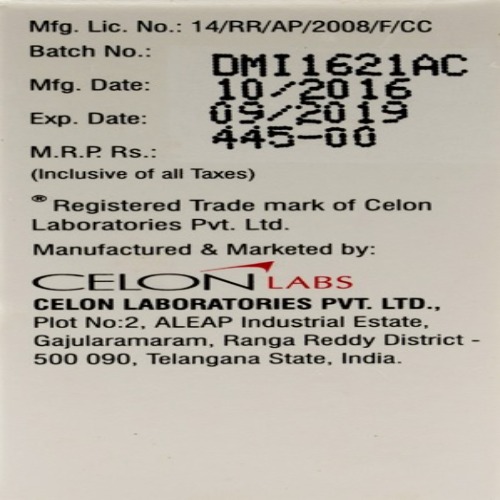 Mfg. Lic. No.: 14/RR/AP/2008/F/CC
Batch No.: DMI1621AC
Mfg. Date: 10/2016
Exp. Date: 09/2019
M.R.P. Rs.: 445-00
(Inclusive of all Taxes)
® Registered Trade mark of Celon
Laboratories Pvt. Ltd.
Manufactured & Marketed by:
CELON LABS
CELON LABORATORIES PVT. LTD.,
Plot No:2, ALEAP Industrial Estate,
Gajularamaram, Ranga Reddy District -
500 090, Telangana State, India.